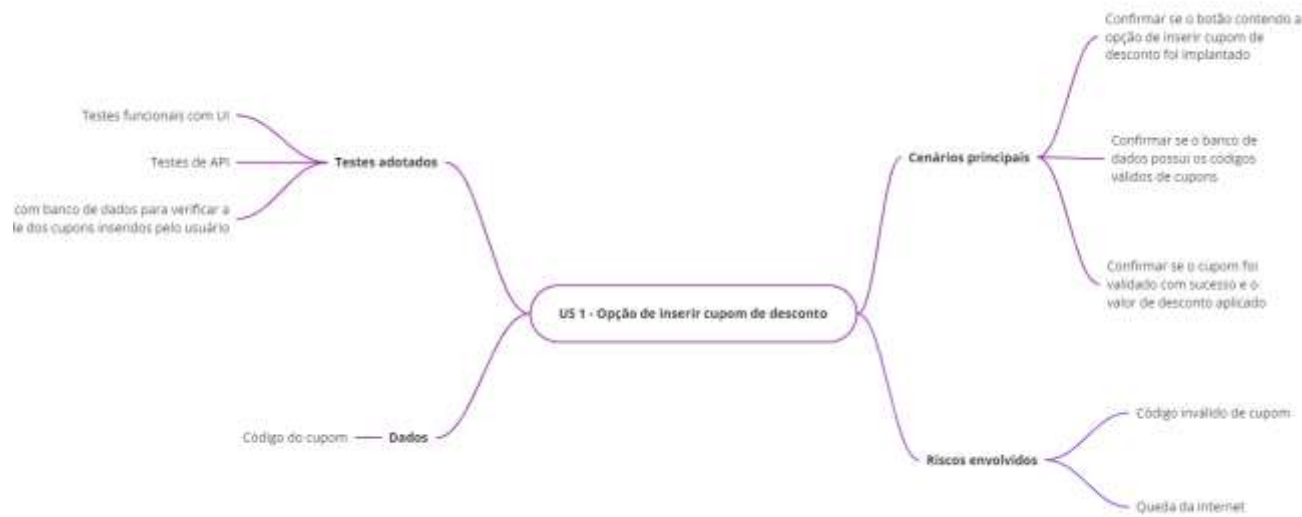 Confirmar se o botão contendo a
opção de inserir cupom de
desconto foi implantado
Testes funcionais com UI
Testes de API
com banco de dados para verificar a
dos cupons inseridos pelo usuário
Testes adotados
Cenários principais
Confirmar se o banco de
dados possui os códigos
válidos de cupons
Confirmar se o cupom foi
validado com sucesso e o
valor de desconto aplicado
US 1 - Opção de inserir cupom de desconto
Código do cupom
Dados
Riscos envolvidos
Código inválido de cupom
Queda da internet